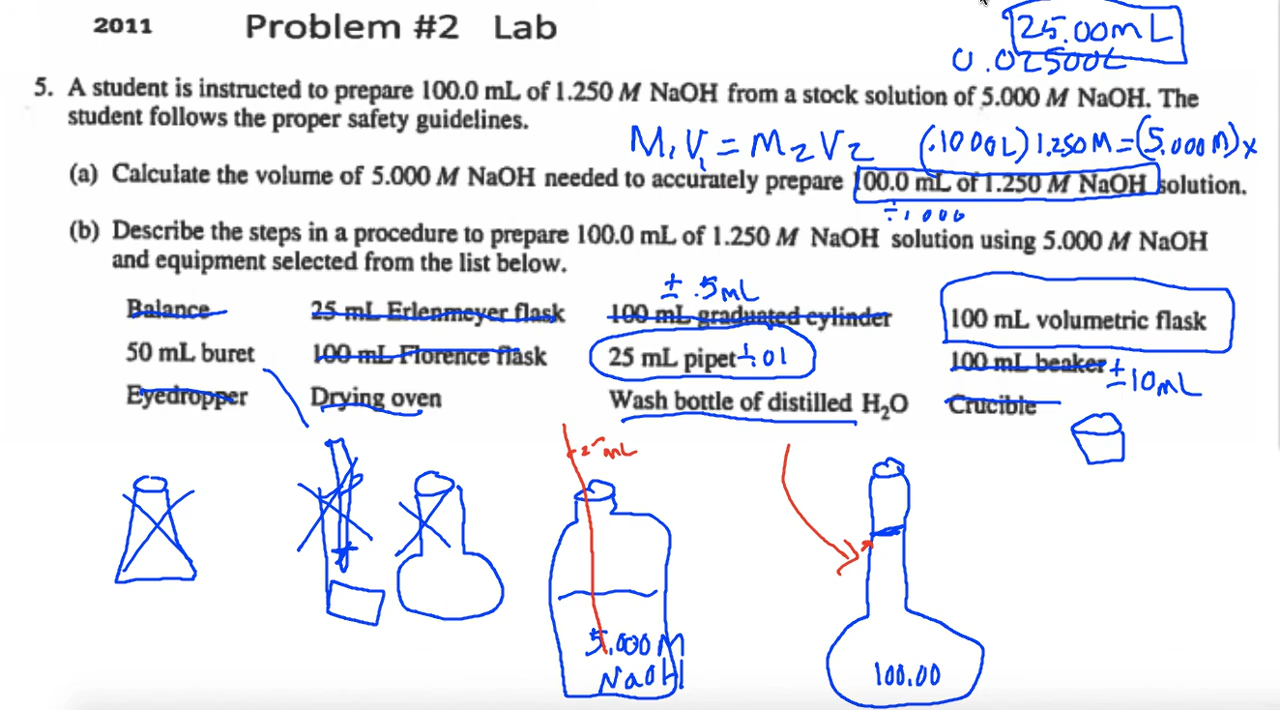 2011 Problem #2 Lab
25.00mL
0.02500L
5. A student is instructed to prepare 100.0 mL of 1.250 M NaOH from a stock solution of 5.000 M NaOH. The
student follows the proper safety guidelines.
M₁V₁ = M₂V₂ (.1000L)1.250M=(5.000M)x
(a) Calculate the volume of 5.000 M NaOH needed to accurately prepare 100.0 mL of 1.250 M NaOH solution.
÷1000
(b) Describe the steps in a procedure to prepare 100.0 mL of 1.250 M NaOH solution using 5.000 M NaOH
and equipment selected from the list below.
± .5mL
Balance 25 mL Erlenmeyer flask 100 mL graduated cylinder 100 mL volumetric flask
50 mL buret 100 mL Florence flask 25 mL pipet ±.01 100 mL beaker ±10mL
Eyedropper Drying oven Wash bottle of distilled H₂O Crucible
25 mL
5.000 M
NaOH
100.00